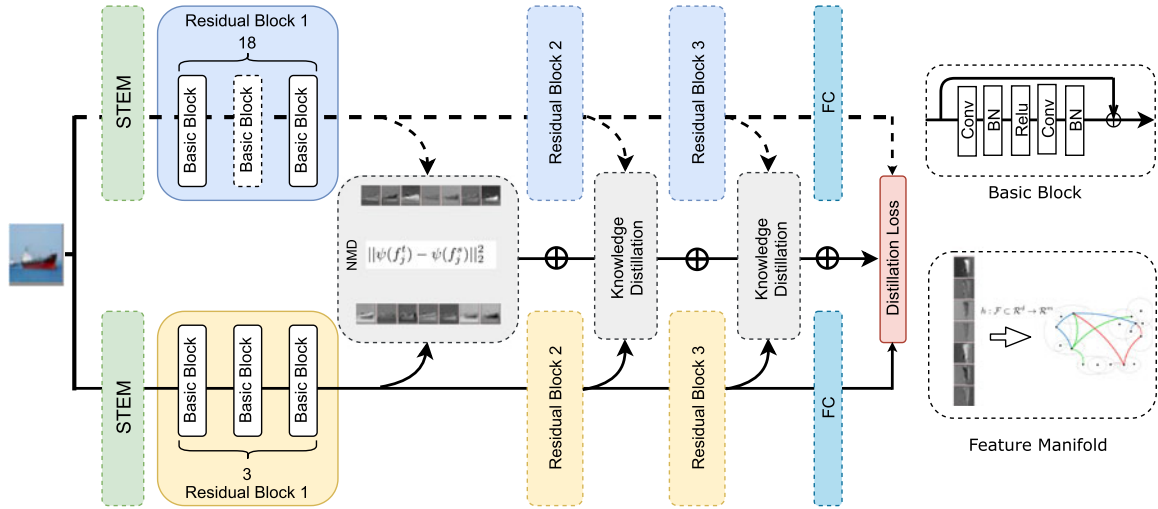 Residual Block 1
18
STEM
Basic Block
Basic Block
Basic Block
Residual Block 2
Residual Block 3
FC
Conv
BN
Relu
Conv
BN
Basic Block
NMD
||ψ(f_j^t) − ψ(f_j^s)||_2^2
Knowledge
Distillation
Knowledge
Distillation
Distillation Loss
h : F ⊂ R^d → R^m
Feature Manifold
STEM
Basic Block
Basic Block
Basic Block
3
Residual Block 1
Residual Block 2
Residual Block 3
FC